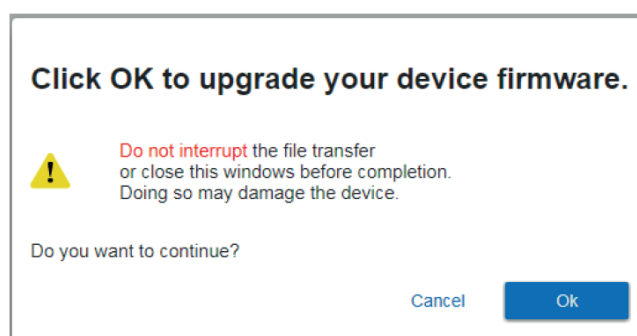 Click OK to upgrade your device firmware.
Do not interrupt the file transfer
or close this windows before completion.
Doing so may damage the device.
Do you want to continue?
Cancel
Ok